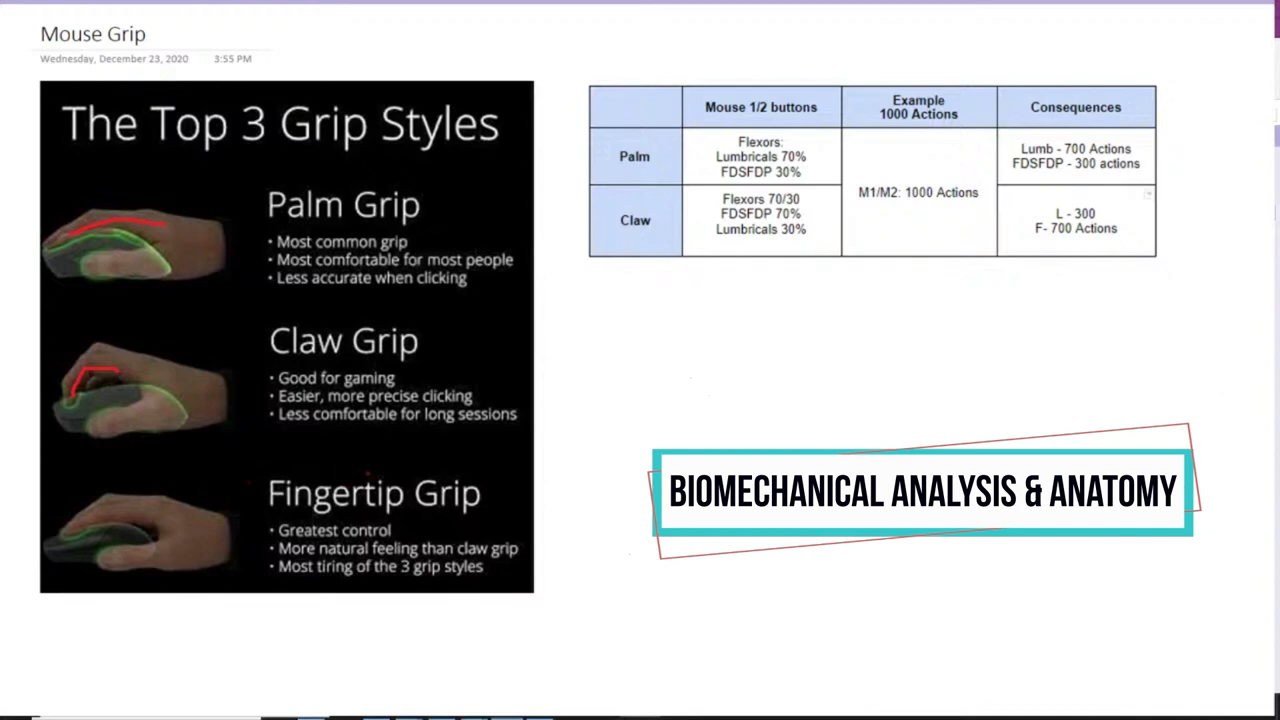 Mouse Grip
Wednesday, December 23, 2020 3:55 PM
The Top 3 Grip Styles
Palm Grip
• Most common grip
• Most comfortable for most people
• Less accurate when clicking
Claw Grip
• Good for gaming
• Easier, more precise clicking
• Less comfortable for long sessions
Fingertip Grip
• Greatest control
• More natural feeling than claw grip
• Most tiring of the 3 grip styles
Mouse 1/2 buttons
Example
1000 Actions
Consequences
Palm
Flexors:
Lumbricals 70%
FDSFDP 30%
M1/M2: 1000 Actions
Lumb - 700 Actions
FDSFDP - 300 actions
Claw
Flexors 70/30
FDSFDP 70%
Lumbricals 30%
L - 300
F- 700 Actions
BIOMECHANICAL ANALYSIS & ANATOMY